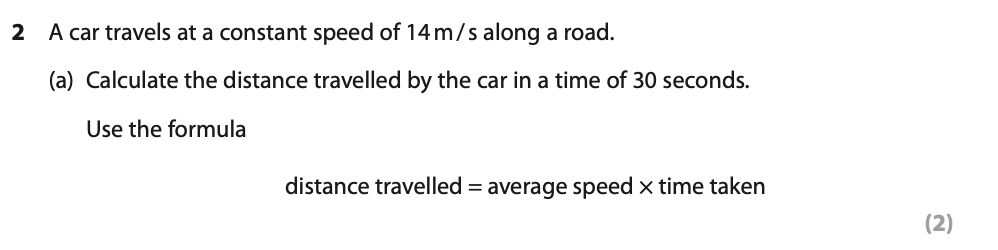 2 A car travels at a constant speed of 14 m/s along a road.
(a) Calculate the distance travelled by the car in a time of 30 seconds.
Use the formula
distance travelled = average speed × time taken
(2)